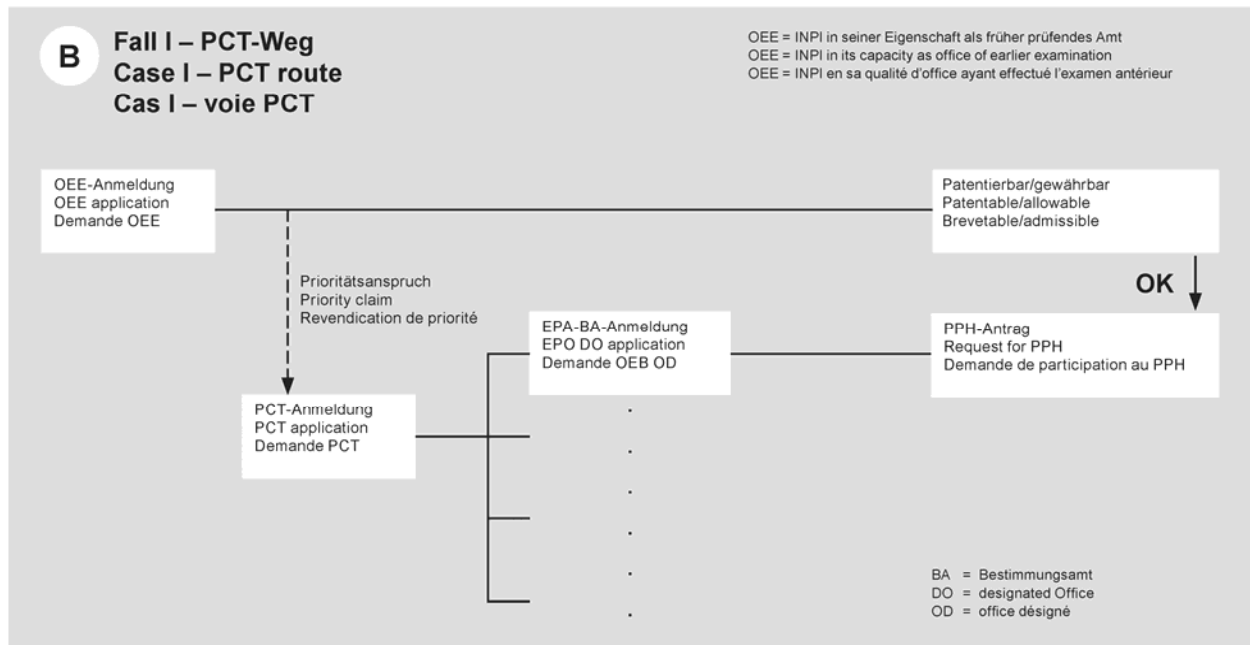 B
Fall I – PCT-Weg
Case I – PCT route
Cas I – voie PCT
OEE = INPI in seiner Eigenschaft als früher prüfendes Amt
OEE = INPI in its capacity as office of earlier examination
OEE = INPI en sa qualité d'office ayant effectué l'examen antérieur
OEE-Anmeldung
OEE application
Demande OEE
Patentierbar/gewährbar
Patentable/allowable
Brevetable/admissible
Prioritätsanspruch
Priority claim
Revendication de priorité
OK
EPA-BA-Anmeldung
EPO DO application
Demande OEB OD
PPH-Antrag
Request for PPH
Demande de participation au PPH
PCT-Anmeldung
PCT application
Demande PCT
BA = Bestimmungsamt
DO = designated Office
OD = office désigné